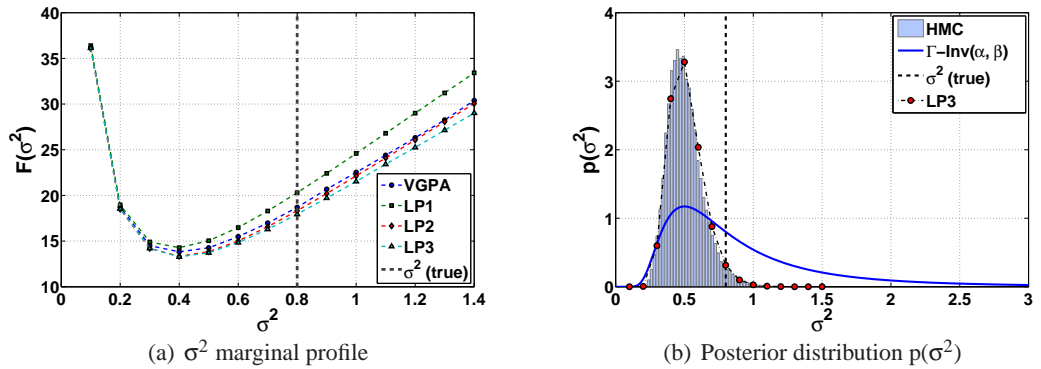 40
35
30
25
20
15
10
F(σ²)
0 0.2 0.4 0.6 0.8 1 1.2 1.4
σ²
VGPA
LP1
LP2
LP3
σ² (true)
(a) σ² marginal profile
5
4
3
2
1
0
p(σ²)
0 0.5 1 1.5 2 2.5 3
σ²
HMC
Γ−Inv(α, β)
σ² (true)
LP3
(b) Posterior distribution p(σ²)